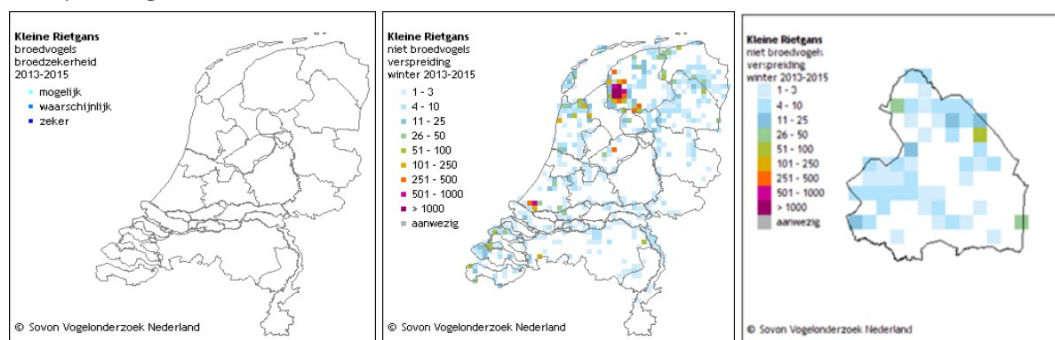 Kleine Rietgans
broedvogels
broedzekerheid
2013-2015
mogelijk
waarschijnlijk
zeker
© Sovon Vogelonderzoek Nederland
Kleine Rietgans
niet broedvogels
verspreiding
winter 2013-2015
1 - 3
4 - 10
11 - 25
26 - 50
51 - 100
101 - 250
251 - 500
501 - 1000
> 1000
aanwezig
© Sovon Vogelonderzoek Nederland
Kleine Rietgans
niet broedvogels
verspreiding
winter 2013-2015
1 - 3
4 - 10
11 - 25
26 - 50
51 - 100
101 - 250
251 - 500
501 - 1000
> 1000
aanwezig
© Sovon Vogelonderzoek Nederland